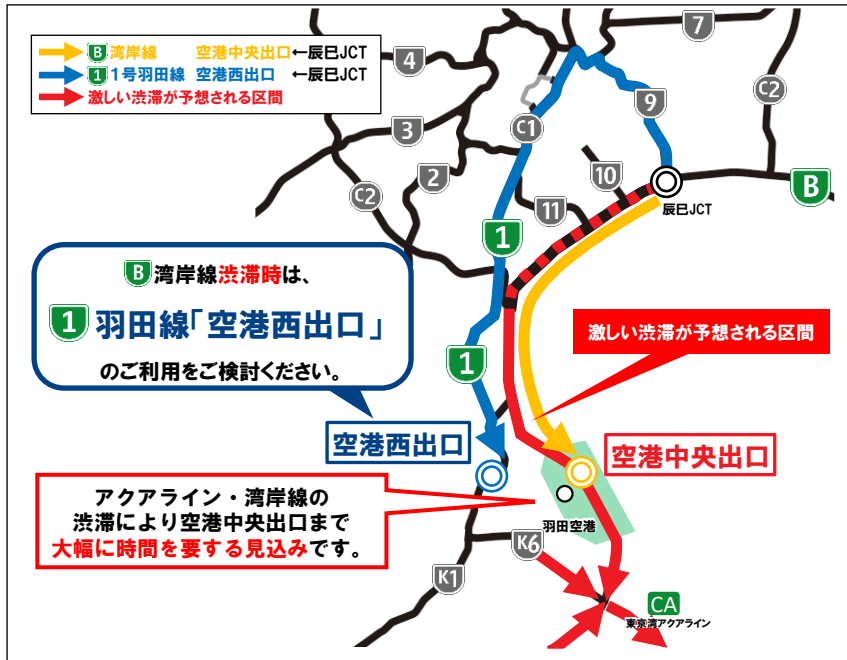 B 湾岸線 空港中央出口←辰巳JCT
1 1号羽田線 空港西出口 ←辰巳JCT
激しい渋滞が予想される区間
7
4
C2
9
3
C1
2
10
C2
11
B
辰巳JCT
1
B 湾岸線渋滞時は、
1 羽田線「空港西出口」
のご利用をご検討ください。
激しい渋滞が予想される区間
1
空港西出口
空港中央出口
アクアライン・湾岸線の
渋滞により空港中央出口まで
大幅に時間を要する見込みです。
羽田空港
K6
K1
CA
東京湾アクアライン